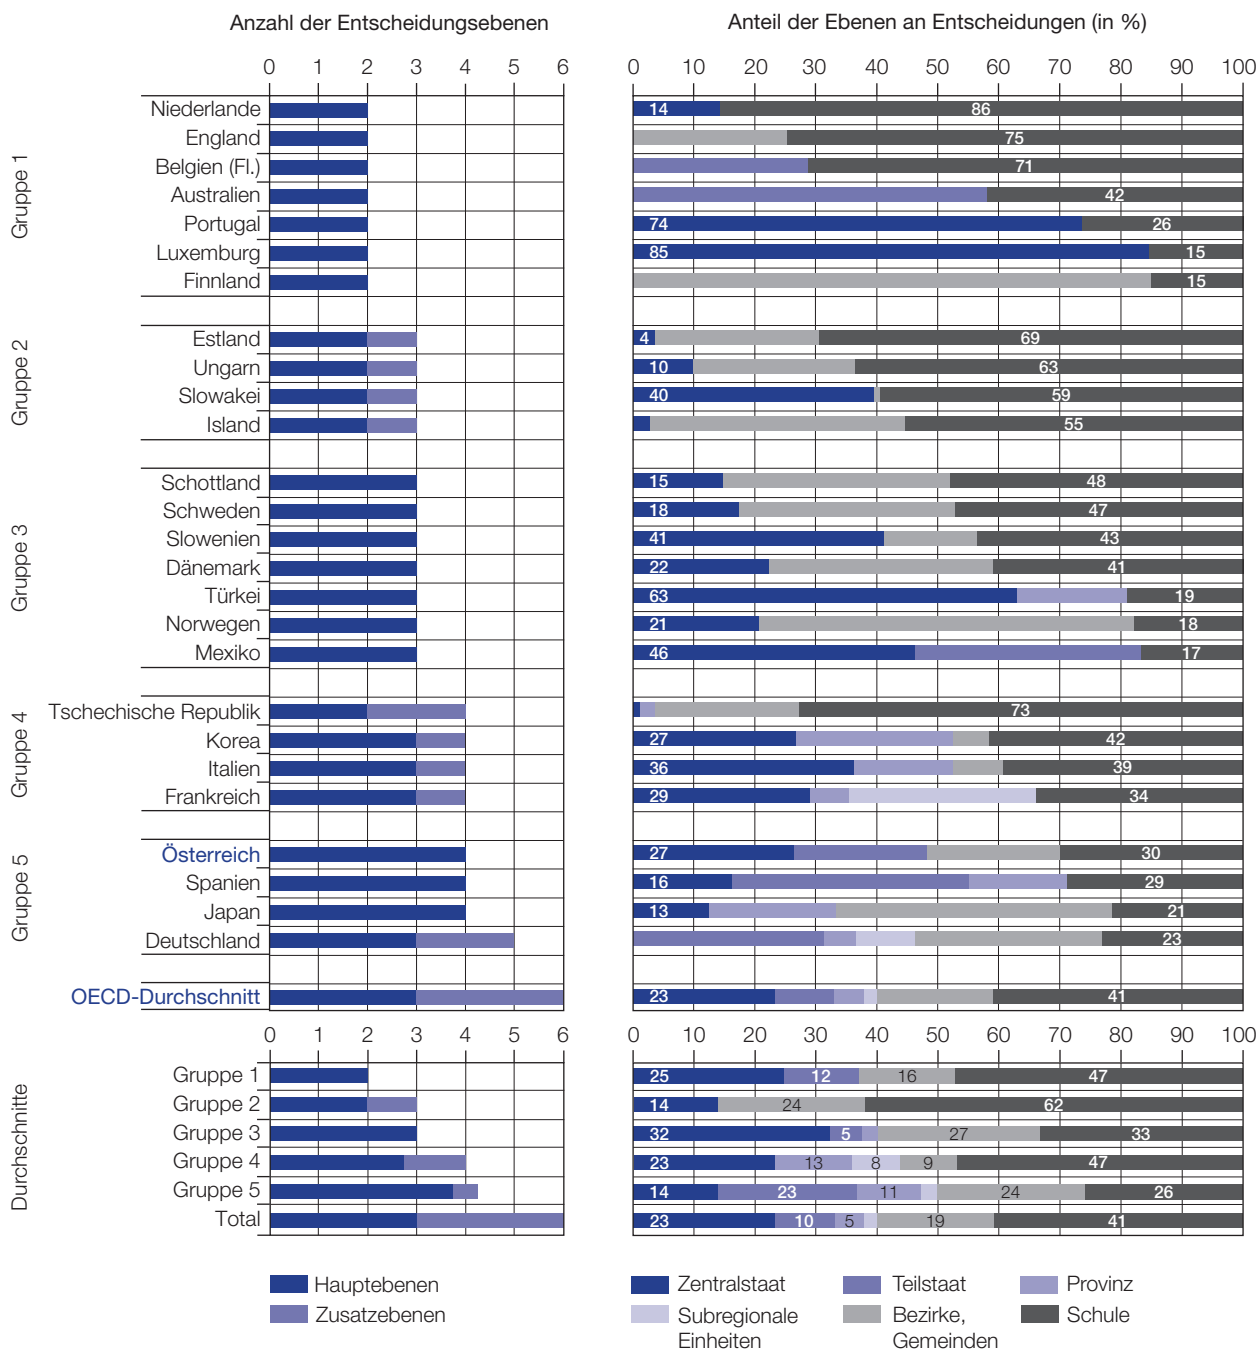 Anzahl der Entscheidungsebenen
Anteil der Ebenen an Entscheidungen (in %)
0 1 2 3 4 5 6
0 10 20 30 40 50 60 70 80 90 100
Gruppe 1
Niederlande 14 86
England 75
Belgien (Fl.) 71
Australien 42
Portugal 74 26
Luxemburg 85 15
Finnland 15
Gruppe 2
Estland 4 69
Ungarn 10 63
Slowakei 40 59
Island 55
Gruppe 3
Schottland 15 48
Schweden 18 47
Slowenien 41 43
Dänemark 22 41
Türkei 63 19
Norwegen 21 18
Mexiko 46 17
Gruppe 4
Tschechische Republik 73
Korea 27 42
Italien 36 39
Frankreich 29 34
Gruppe 5
Österreich 27 30
Spanien 16 29
Japan 13 21
Deutschland 23
OECD-Durchschnitt 23 41
0 1 2 3 4 5 6
0 10 20 30 40 50 60 70 80 90 100
Durchschnitte
Gruppe 1 25 12 16 47
Gruppe 2 14 24 62
Gruppe 3 32 5 27 33
Gruppe 4 23 13 8 9 47
Gruppe 5 14 23 11 24 26
Total 23 10 5 19 41
Hauptebenen
Zusatzebenen
Zentralstaat
Teilstaat
Provinz
Subregionale
Einheiten
Bezirke,
Gemeinden
Schule